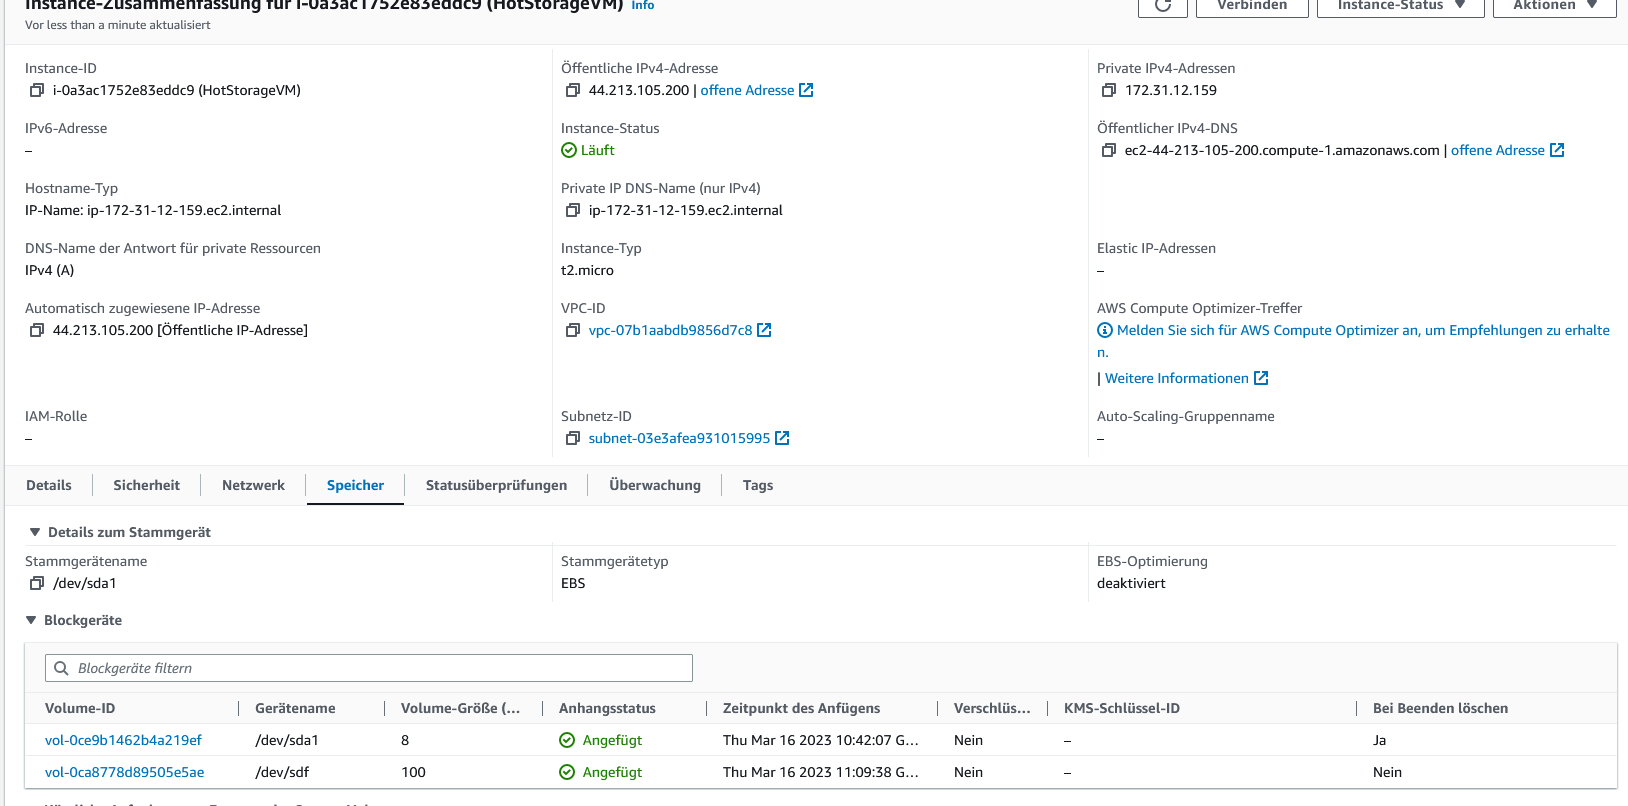 Instance-Zusammenfassung für i-0a3ac1752e83eddc9 (HotStorageVM) Info
Verbinden
Instance-Status
Aktionen
Vor less than a minute aktualisiert
Instance-ID
i-0a3ac1752e83eddc9 (HotStorageVM)
Öffentliche IPv4-Adresse
44.213.105.200 | offene Adresse
Private IPv4-Adressen
172.31.12.159
IPv6-Adresse
–
Instance-Status
Läuft
Öffentlicher IPv4-DNS
ec2-44-213-105-200.compute-1.amazonaws.com | offene Adresse
Hostname-Typ
IP-Name: ip-172-31-12-159.ec2.internal
Private IP DNS-Name (nur IPv4)
ip-172-31-12-159.ec2.internal
DNS-Name der Antwort für private Ressourcen
IPv4 (A)
Instance-Typ
t2.micro
Elastic IP-Adressen
–
Automatisch zugewiesene IP-Adresse
44.213.105.200 [Öffentliche IP-Adresse]
VPC-ID
vpc-07b1aabdb9856d7c8
AWS Compute Optimizer-Treffer
Melden Sie sich für AWS Compute Optimizer an, um Empfehlungen zu erhalte
n.
| Weitere Informationen
IAM-Rolle
–
Subnetz-ID
subnet-03e3afea931015995
Auto-Scaling-Gruppenname
–
Details Sicherheit Netzwerk Speicher Statusüberprüfungen Überwachung Tags
Details zum Stammgerät
Stammgerätename
/dev/sda1
Stammgerätetyp
EBS
EBS-Optimierung
deaktiviert
Blockgeräte
Blockgeräte filtern
Volume-ID Gerätename Volume-Größe (... Anhangsstatus Zeitpunkt des Anfügens Verschlüs... KMS-Schlüssel-ID Bei Beenden löschen
vol-0ce9b1462b4a219ef /dev/sda1 8 Angefügt Thu Mar 16 2023 10:42:07 G... Nein – Ja
vol-0ca8778d89505e5ae /dev/sdf 100 Angefügt Thu Mar 16 2023 11:09:38 G... Nein – Nein